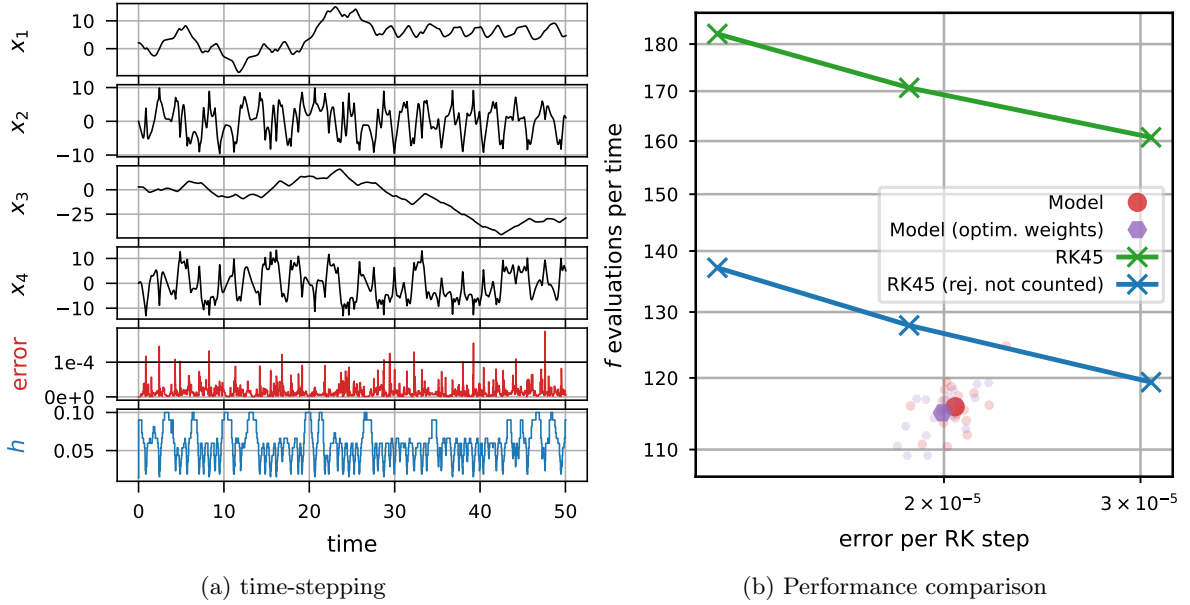 x₁
10
0
x₂
10
0
−10
x₃
0
−25
x₄
10
0
−10
error
1e-4
0e+0
h
0.10
0.05
0 10 20 30 40 50
time
(a) time-stepping
f evaluations per time
180
170
160
150
140
130
120
110
Model
Model (optim. weights)
RK45
RK45 (rej. not counted)
2 × 10⁻⁵ 3 × 10⁻⁵
error per RK step
(b) Performance comparison